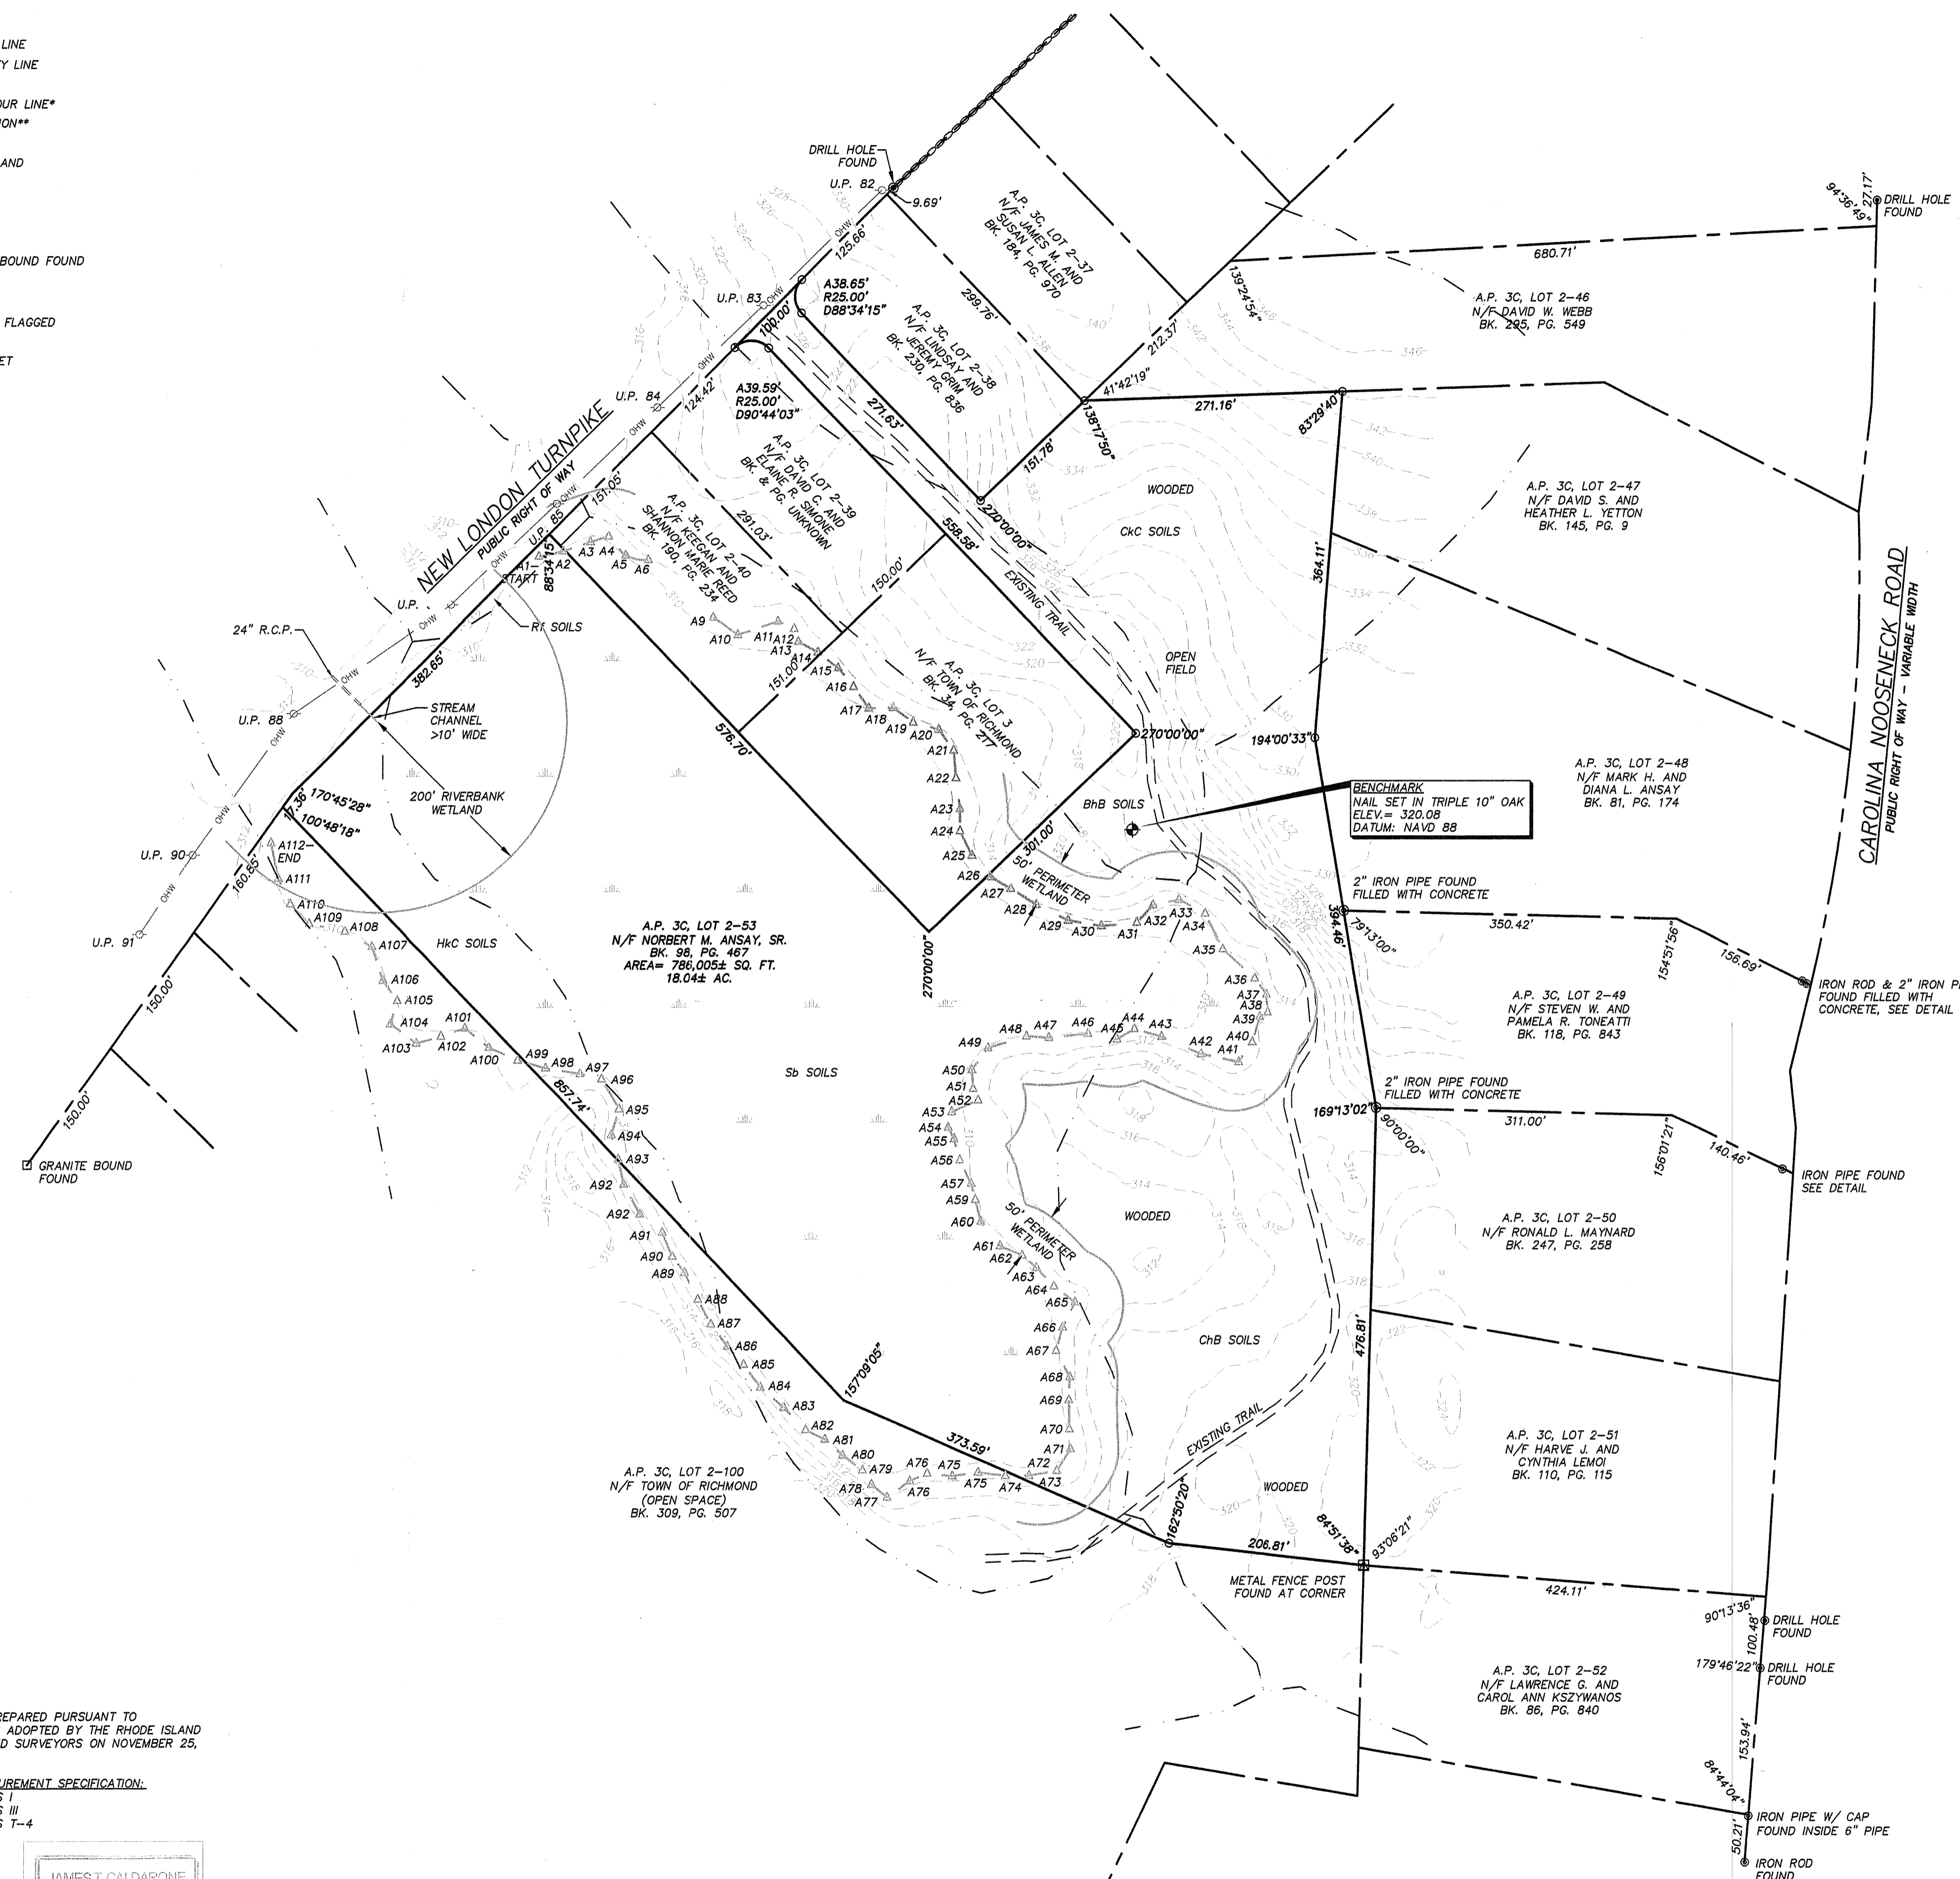 LINE
Y LINE
OUR LINE*
ION**
AND
BOUND FOUND
FLAGGED
ET
DRILL HOLE
FOUND
U.P. 82
9.69'
OHW
125.66'
U.P. 83
100.00'
A38.65'
R25.00'
D88°34'15"
A39.59'
R25.00'
D90°44'03"
U.P. 84
OHW
124.42'
NEW LONDON TURNPIKE
PUBLIC RIGHT OF WAY
U.P. 85
OHW
151.05'
88°34'15"
A1-
START
A2
A3
A4
A5
A6
Rf SOILS
U.P.
24" R.C.P.
382.65'
STREAM
CHANNEL
>10' WIDE
U.P. 88
OHW
200' RIVERBANK
WETLAND
170°45'28"
17.36'
100°48'18"
U.P. 90
160.85'
U.P. 91
150.00'
150.00'
GRANITE BOUND
FOUND
A.P. 3C, LOT 2-37
N/F JAMES M. AND
SUSAN L. ALLEN
BK. 184, PG. 970
299.76'
212.37'
A.P. 3C, LOT 2-38
N/F LINDSAY AND
JEREMY GRIM
BK. 230, PG. 836
271.63'
151.78'
41°42'19"
138°17'50"
271.16'
83°29'40"
139°24'54"
680.71'
94°36'49"
27.17'
DRILL HOLE
FOUND
A.P. 3C, LOT 2-46
N/F DAVID W. WEBB
BK. 295, PG. 549
A.P. 3C, LOT 2-39
N/F DAVID C. AND
ELAINE R. SIMONE
BK. & PG. UNKNOWN
291.03'
A.P. 3C, LOT 2-40
N/F KEEGAN AND
SHANNON MARIE REED
BK. 190, PG. 234
558.58'
270°00'00"
EXISTING TRAIL
150.00'
151.00'
576.70'
A.P. 3C, LOT 3
N/F TOWN OF RICHMOND
BK. 34, PG. 217
WOODED
CkC SOILS
OPEN
FIELD
364.11'
194°00'33"
270°00'00"
301.00'
270°00'00"
BhB SOILS
50' PERIMETER
WETLAND
BENCHMARK
NAIL SET IN TRIPLE 10" OAK
ELEV.= 320.08
DATUM: NAVD 88
A.P. 3C, LOT 2-47
N/F DAVID S. AND
HEATHER L. YETTON
BK. 145, PG. 9
A.P. 3C, LOT 2-48
N/F MARK H. AND
DIANA L. ANSAY
BK. 81, PG. 174
CAROLINA NOOSENECK ROAD
PUBLIC RIGHT OF WAY - VARIABLE WIDTH
2" IRON PIPE FOUND
FILLED WITH CONCRETE
394.46'
79°13'00"
350.42'
154°51'56"
156.69'
IRON ROD & 2" IRON PI
FOUND FILLED WITH
CONCRETE, SEE DETAIL
A.P. 3C, LOT 2-49
N/F STEVEN W. AND
PAMELA R. TONEATTI
BK. 118, PG. 843
2" IRON PIPE FOUND
FILLED WITH CONCRETE
169°13'02"
90°00'00"
311.00'
156°01'21"
140.46'
IRON PIPE FOUND
SEE DETAIL
A.P. 3C, LOT 2-50
N/F RONALD L. MAYNARD
BK. 247, PG. 258
A9
A10
A11
A12
A13
A14
A15
A16
A17
A18
A19
A20
A21
A22
A23
A24
A25
A26
A27
A28
A29
A30
A31
A32
A33
A34
A35
A36
A37
A38
A39
A40
A41
A42
A43
A44
A45
A46
A47
A48
A49
A50
A51
A52
A53
A54
A55
A56
A57
A59
A60
A61
A62
A63
A64
A65
A66
A67
A68
A69
A70
A71
A72
A73
A74
A75
A75
A76
A76
A77
A78
A79
A80
A81
A82
A83
A84
A85
A86
A87
A88
A89
A90
A91
A92
A92
A93
A94
A95
A96
A97
A98
A99
A100
A101
A102
A103
A104
A105
A106
A107
A108
A109
A110
A111
A112-
END
HkC SOILS
A.P. 3C, LOT 2-53
N/F NORBERT M. ANSAY, SR.
BK. 98, PG. 467
AREA= 786,005± SQ. FT.
18.04± AC.
Sb SOILS
857.74'
50' PERIMETER
WETLAND
WOODED
ChB SOILS
476.81'
157°09'05"
373.59'
EXISTING TRAIL
WOODED
162°50'20"
206.81'
84°51'38"
93°06'21"
METAL FENCE POST
FOUND AT CORNER
424.11'
A.P. 3C, LOT 2-100
N/F TOWN OF RICHMOND
(OPEN SPACE)
BK. 309, PG. 507
A.P. 3C, LOT 2-51
N/F HARVE J. AND
CYNTHIA LEMOI
BK. 110, PG. 115
90°13'36"
DRILL HOLE
FOUND
100.48'
179°46'22"
DRILL HOLE
FOUND
A.P. 3C, LOT 2-52
N/F LAWRENCE G. AND
CAROL ANN KSZYWANOS
BK. 86, PG. 840
153.94'
84°44'04"
IRON PIPE W/ CAP
FOUND INSIDE 6" PIPE
50.21'
IRON ROD
FOUND
REPARED PURSUANT TO
ADOPTED BY THE RHODE ISLAND
D SURVEYORS ON NOVEMBER 25,
UREMENT SPECIFICATION:
S I
S III
S T-4
JAMES T. CALDARONE